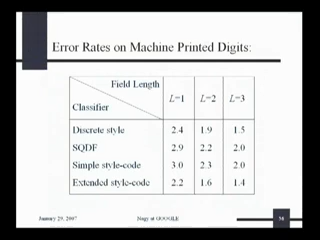 Error Rates on Machine Printed Digits:
Field Length
Classifier
L=1 L=2 L=3
Discrete style 2.4 1.9 1.5
SQDF 2.9 2.2 2.0
Simple style-code 3.0 2.3 2.0
Extended style-code 2.2 1.6 1.4
January 29, 2007 Nagy at GOOGLE